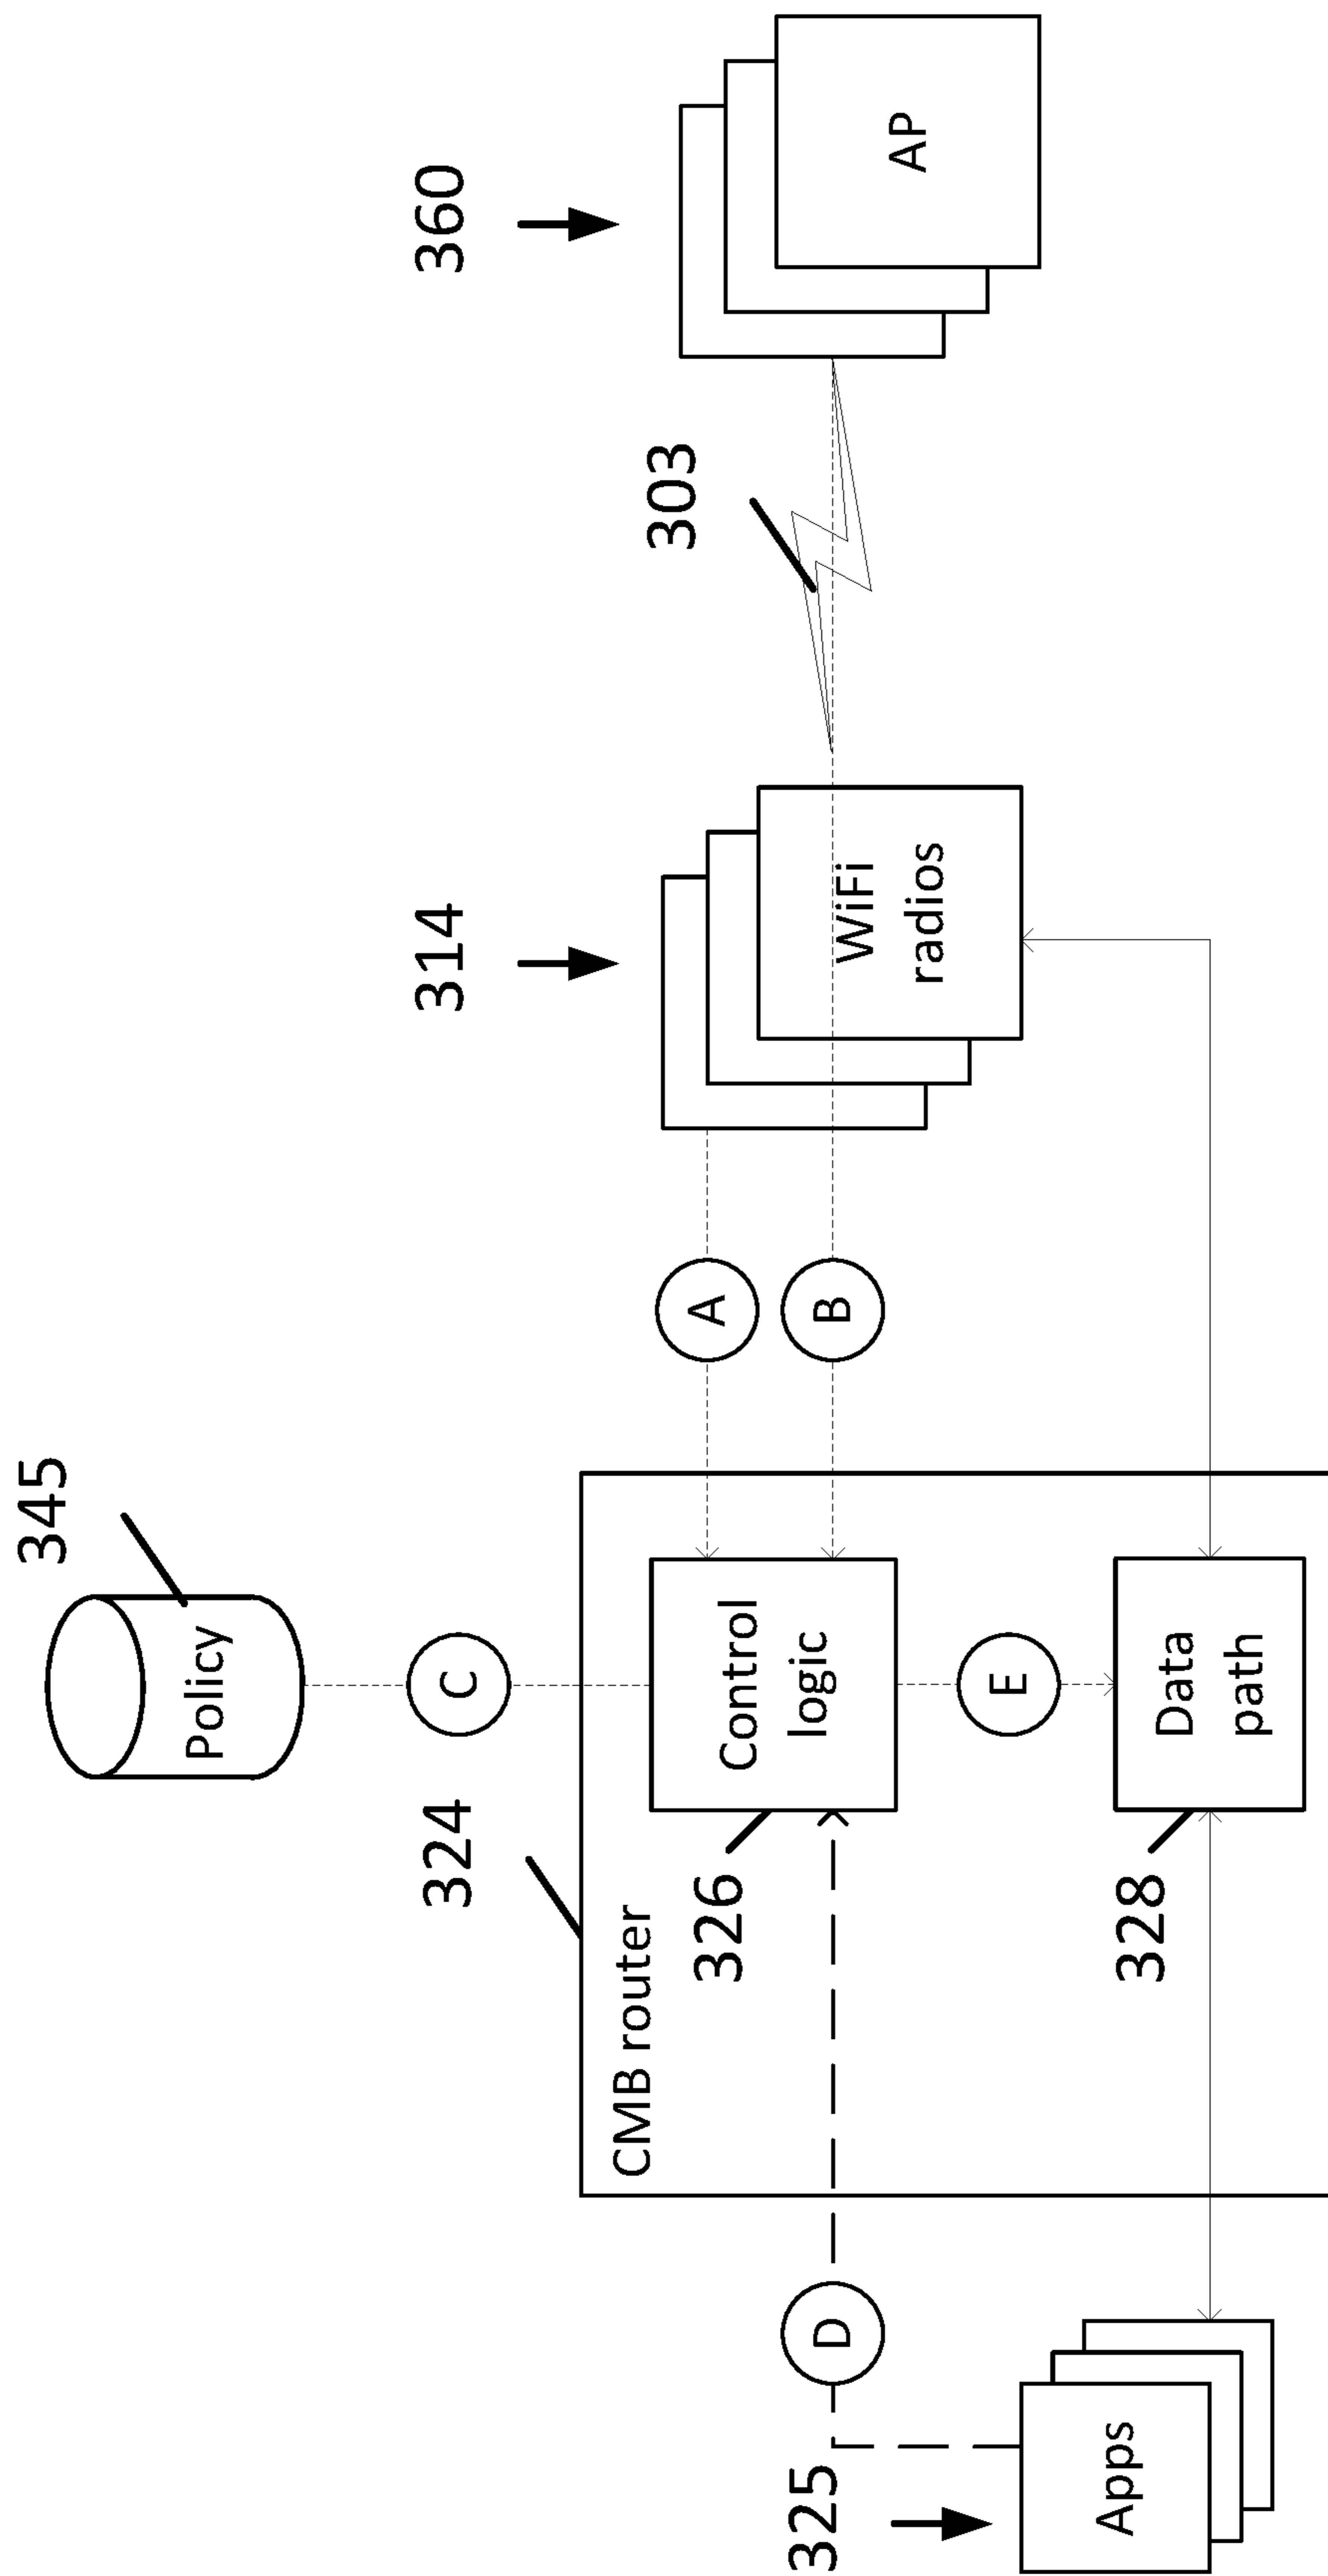 345
Policy
C
324
CMB router
326
Control
logic
E
328
Data
path
D
325
Apps
A
B
314
WiFi
radios
303
360
AP